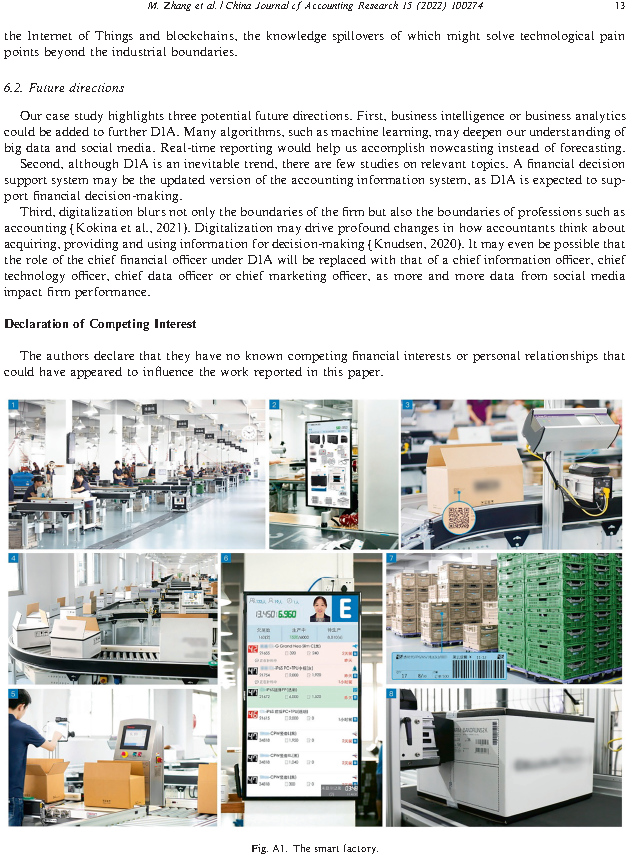 M. Zhang et al. / China Journal of Accounting Research 15 (2022) 100274
13
the Internet of Things and blockchains, the knowledge spillovers of which might solve technological pain
points beyond the industrial boundaries.
6.2. Future directions
Our case study highlights three potential future directions. First, business intelligence or business analytics
could be added to further D1A. Many algorithms, such as machine learning, may deepen our understanding of
big data and social media. Real-time reporting would help us accomplish nowcasting instead of forecasting.
Second, although D1A is an inevitable trend, there are few studies on relevant topics. A financial decision
support system may be the updated version of the accounting information system, as D1A is expected to sup-
port financial decision-making.
Third, digitalization blurs not only the boundaries of the firm but also the boundaries of professions such as
accounting (Kokina et al., 2021). Digitalization may drive profound changes in how accountants think about
acquiring, providing and using information for decision-making (Knudsen, 2020). It may even be possible that
the role of the chief financial officer under D1A will be replaced with that of a chief information officer, chief
technology officer, chief data officer or chief marketing officer, as more and more data from social media
impact firm performance.
Declaration of Competing Interest
The authors declare that they have no known competing financial interests or personal relationships that
could have appeared to influence the work reported in this paper.
1
2
3
4
6
7
13,450
6,960
E
5
8
Fig. A1. The smart factory.